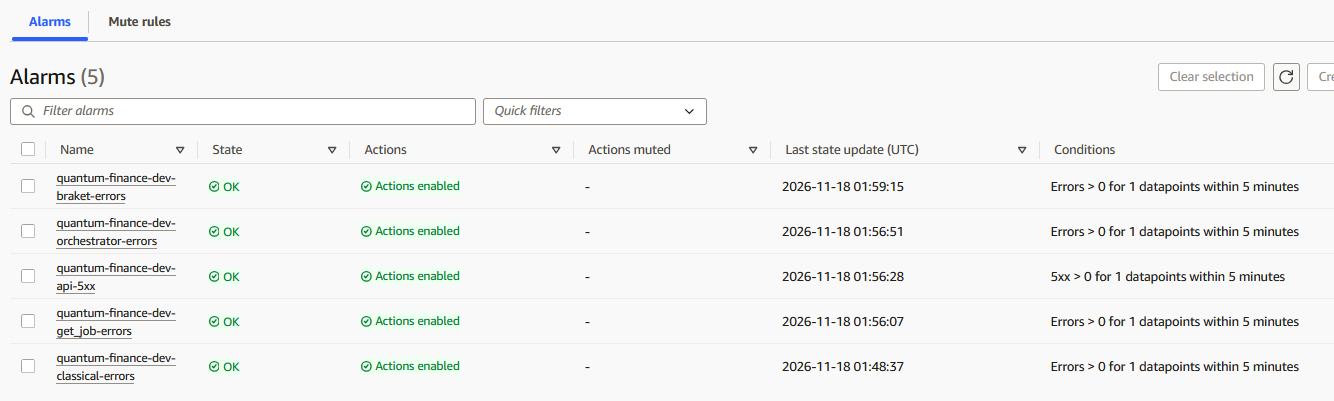 Alarms Mute rules
Alarms (5) Clear selection
Filter alarms Quick filters
Name State Actions Actions muted Last state update (UTC) Conditions
quantum-finance-dev-
braket-errors OK Actions enabled - 2026-11-18 01:59:15 Errors > 0 for 1 datapoints within 5 minutes
quantum-finance-dev-
orchestrator-errors OK Actions enabled - 2026-11-18 01:56:51 Errors > 0 for 1 datapoints within 5 minutes
quantum-finance-dev-
api-5xx OK Actions enabled - 2026-11-18 01:56:28 5xx > 0 for 1 datapoints within 5 minutes
quantum-finance-dev-
get_job-errors OK Actions enabled - 2026-11-18 01:56:07 Errors > 0 for 1 datapoints within 5 minutes
quantum-finance-dev-
classical-errors OK Actions enabled - 2026-11-18 01:48:37 Errors > 0 for 1 datapoints within 5 minutes